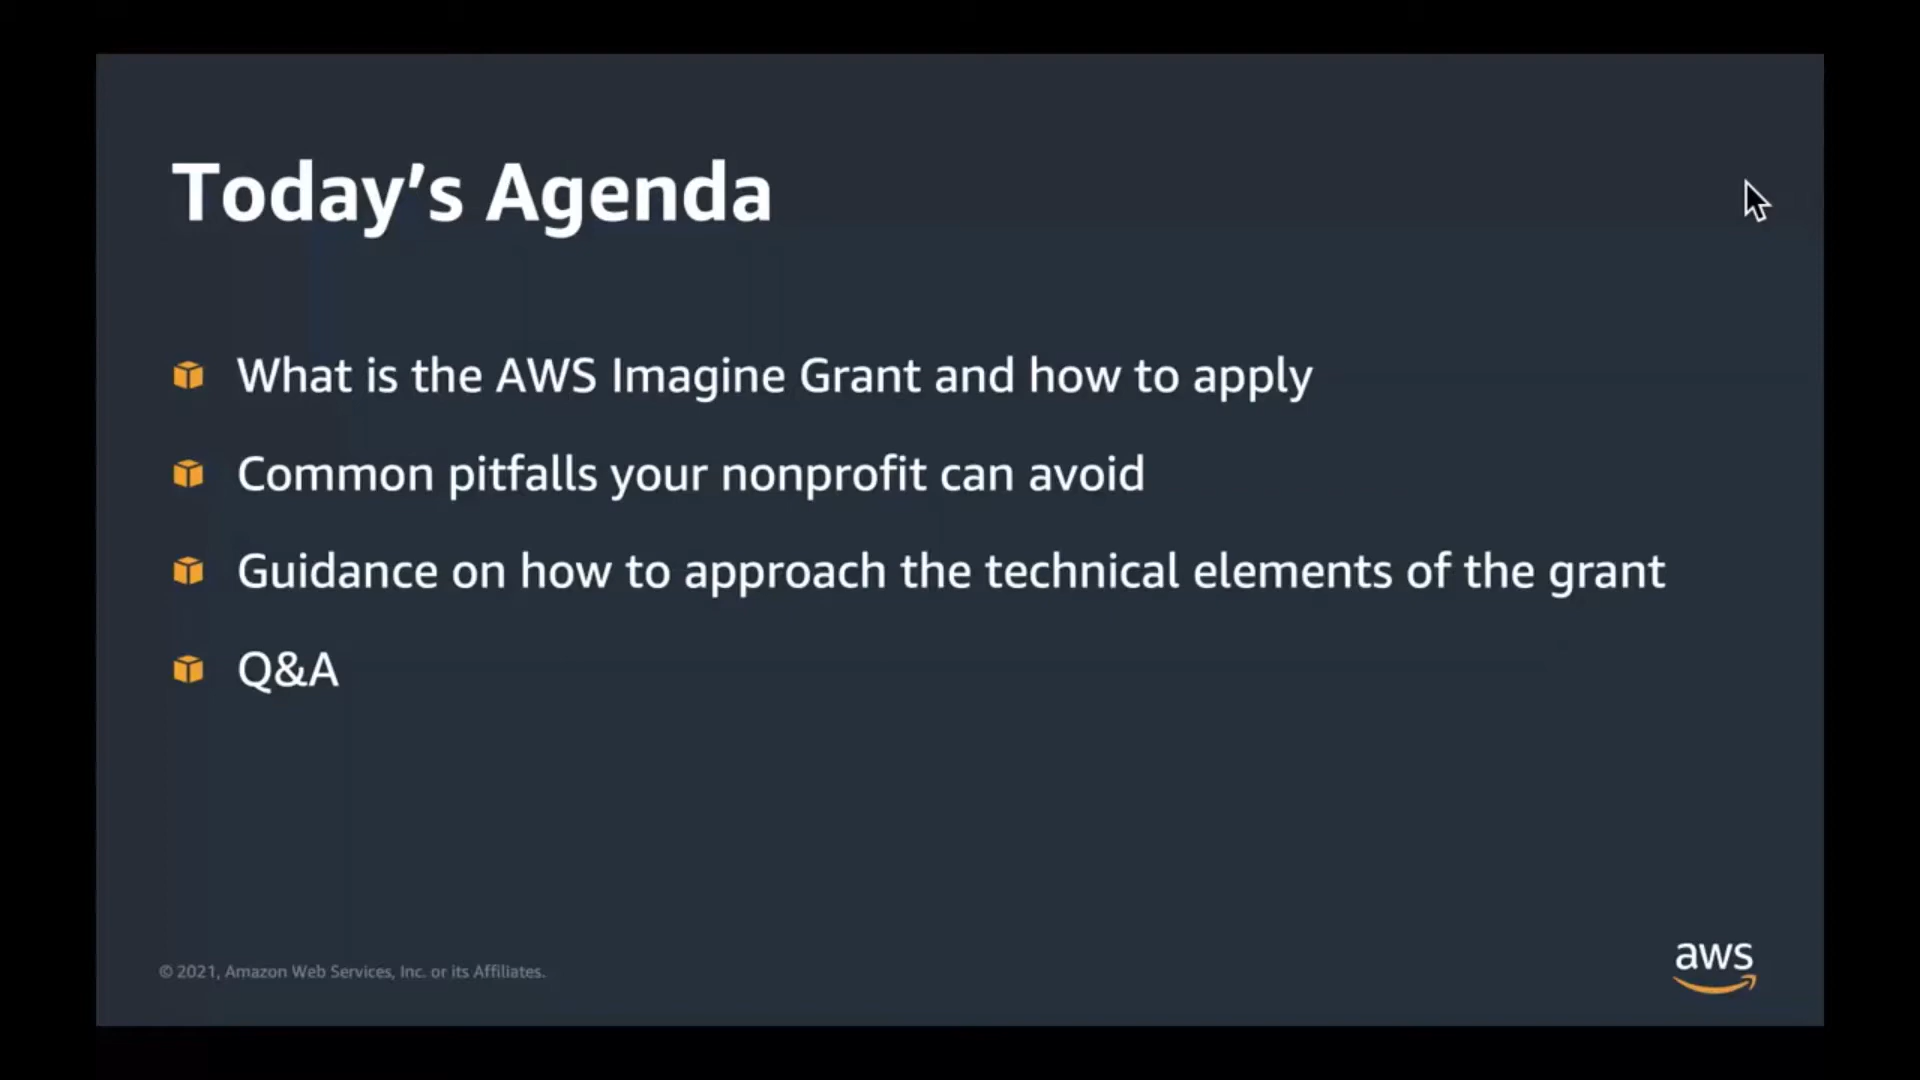 Today’s Agenda
What is the AWS Imagine Grant and how to apply
Common pitfalls your nonprofit can avoid
Guidance on how to approach the technical elements of the grant
Q&A
© 2021, Amazon Web Services, Inc. or its Affiliates.
aws